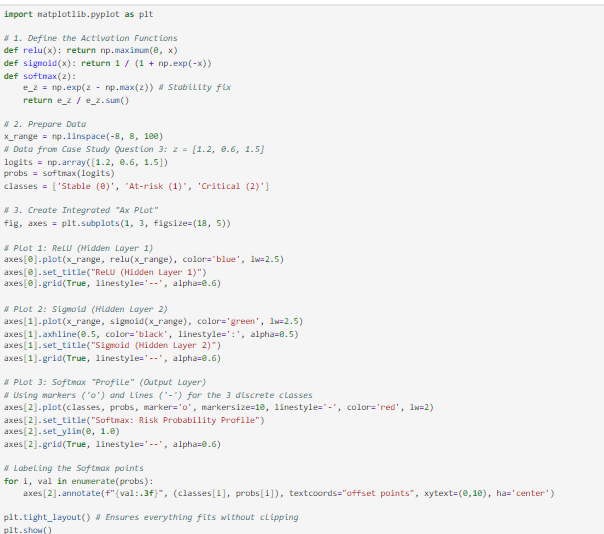 import matplotlib.pyplot as plt
# 1. Define the Activation Functions
def relu(x): return np.maximum(0, x)
def sigmoid(x): return 1 / (1 + np.exp(-x))
def softmax(z):
    e_z = np.exp(z - np.max(z)) # Stability fix
    return e_z / e_z.sum()
# 2. Prepare Data
x_range = np.linspace(-8, 8, 100)
# Data from Case Study Question 3: z = [1.2, 0.6, 1.5]
logits = np.array([1.2, 0.6, 1.5])
probs = softmax(logits)
classes = ['Stable (0)', 'At-risk (1)', 'Critical (2)']
# 3. Create Integrated "Ax Plot"
fig, axes = plt.subplots(1, 3, figsize=(18, 5))
# Plot 1: ReLU (Hidden Layer 1)
axes[0].plot(x_range, relu(x_range), color='blue', lw=2.5)
axes[0].set_title("ReLU (Hidden Layer 1)")
axes[0].grid(True, linestyle='--', alpha=0.6)
# Plot 2: Sigmoid (Hidden Layer 2)
axes[1].plot(x_range, sigmoid(x_range), color='green', lw=2.5)
axes[1].axhline(0.5, color='black', linestyle=':', alpha=0.5)
axes[1].set_title("Sigmoid (Hidden Layer 2)")
axes[1].grid(True, linestyle='--', alpha=0.6)
# Plot 3: Softmax "Profile" (Output Layer)
# Using markers ('o') and lines ('-') for the 3 discrete classes
axes[2].plot(classes, probs, marker='o', markersize=10, linestyle='-', color='red', lw=2)
axes[2].set_title("Softmax: Risk Probability Profile")
axes[2].set_ylim(0, 1.0)
axes[2].grid(True, linestyle='--', alpha=0.6)
# Labeling the Softmax points
for i, val in enumerate(probs):
    axes[2].annotate(f"{val:.3f}", (classes[i], probs[i]), textcoords="offset points", xytext=(0,10), ha='center')
plt.tight_layout() # Ensures everything fits without clipping
plt.show()